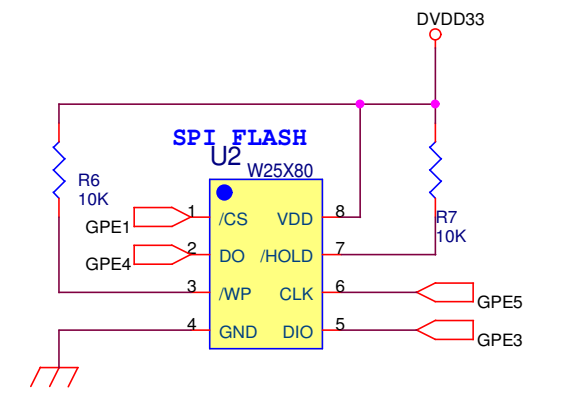 DVDD33
SPI FLASH
U2
W25X80
R6
10K
R7
10K
GPE1
1
/CS
VDD
8
GPE4
2
DO
/HOLD
7
3
/WP
CLK
6
GPE5
4
GND
DIO
5
GPE3